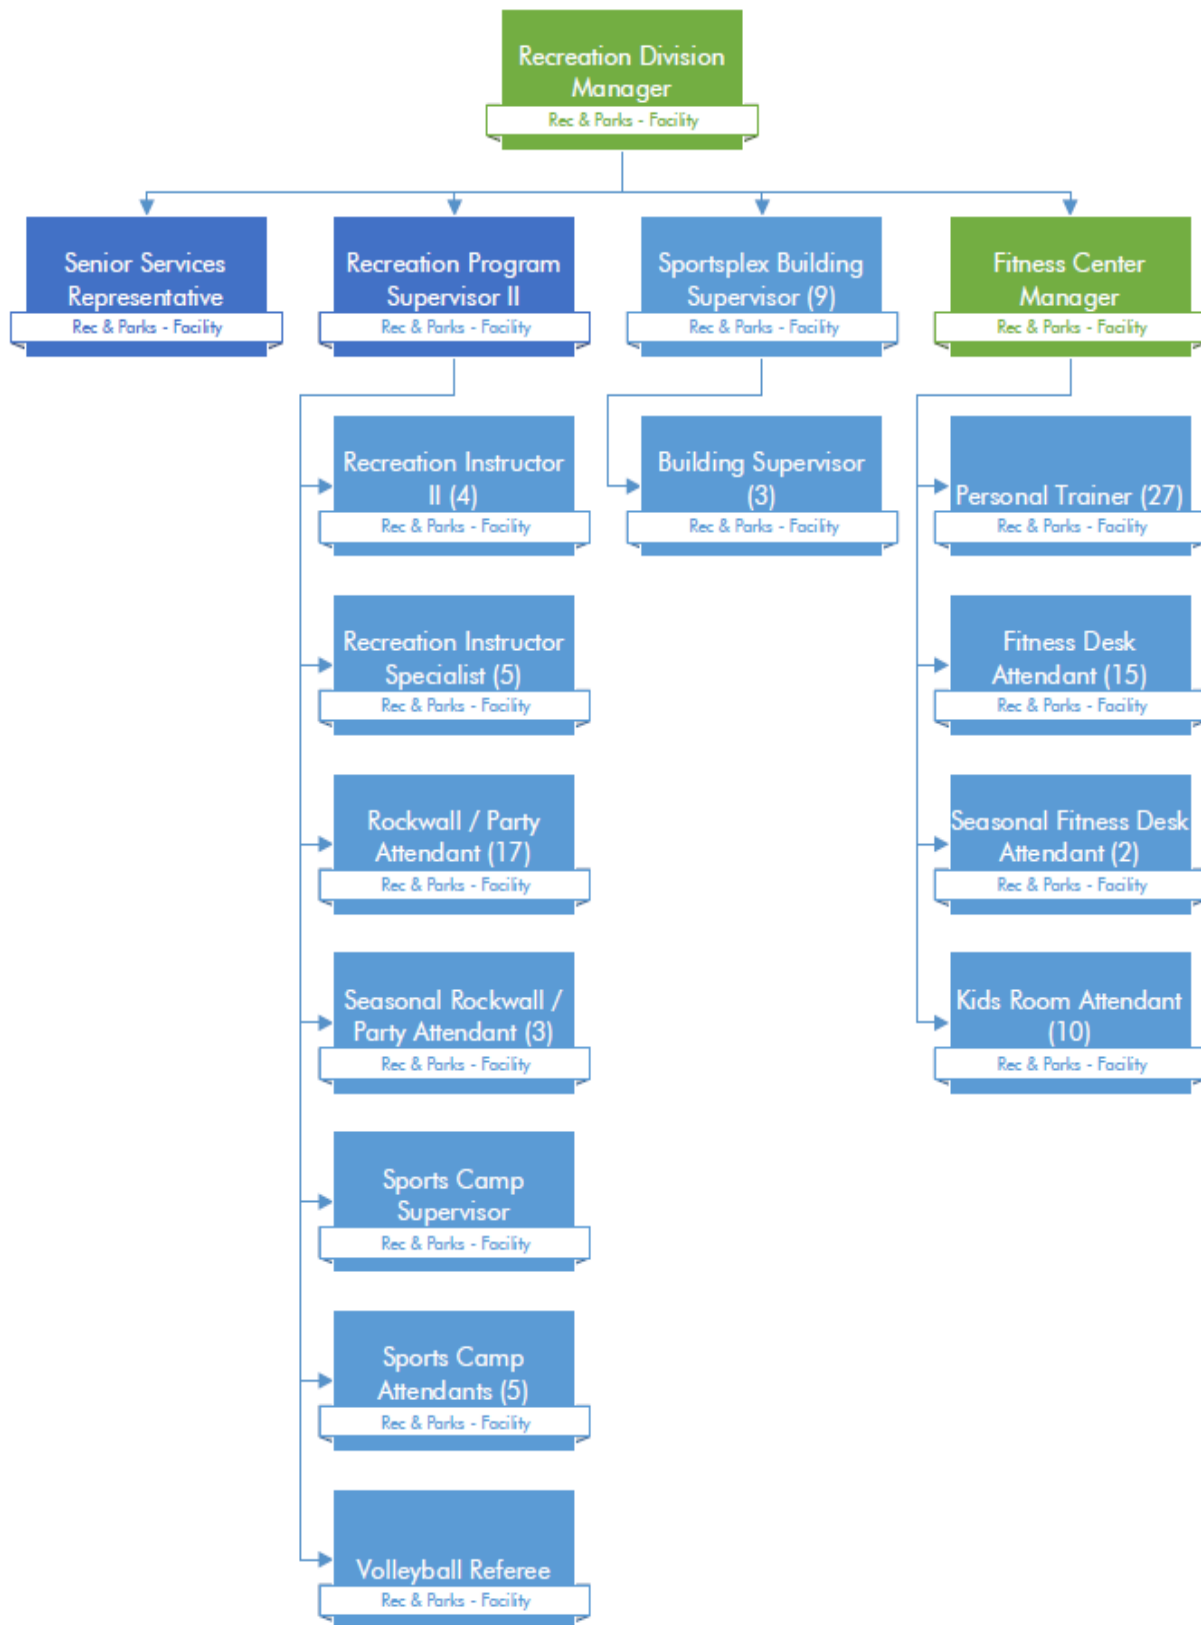 Recreation Division
Manager
Rec & Parks - Facility
Senior Services
Representative
Rec & Parks - Facility
Recreation Program
Supervisor II
Rec & Parks - Facility
Sportsplex Building
Supervisor (9)
Rec & Parks - Facility
Fitness Center
Manager
Rec & Parks - Facility
Recreation Instructor
II (4)
Rec & Parks - Facility
Building Supervisor
(3)
Rec & Parks - Facility
Personal Trainer (27)
Rec & Parks - Facility
Recreation Instructor
Specialist (5)
Rec & Parks - Facility
Fitness Desk
Attendant (15)
Rec & Parks - Facility
Rockwall / Party
Attendant (17)
Rec & Parks - Facility
Seasonal Fitness Desk
Attendant (2)
Rec & Parks - Facility
Seasonal Rockwall /
Party Attendant (3)
Rec & Parks - Facility
Kids Room Attendant
(10)
Rec & Parks - Facility
Sports Camp
Supervisor
Rec & Parks - Facility
Sports Camp
Attendants (5)
Rec & Parks - Facility
Volleyball Referee
Rec & Parks - Facility